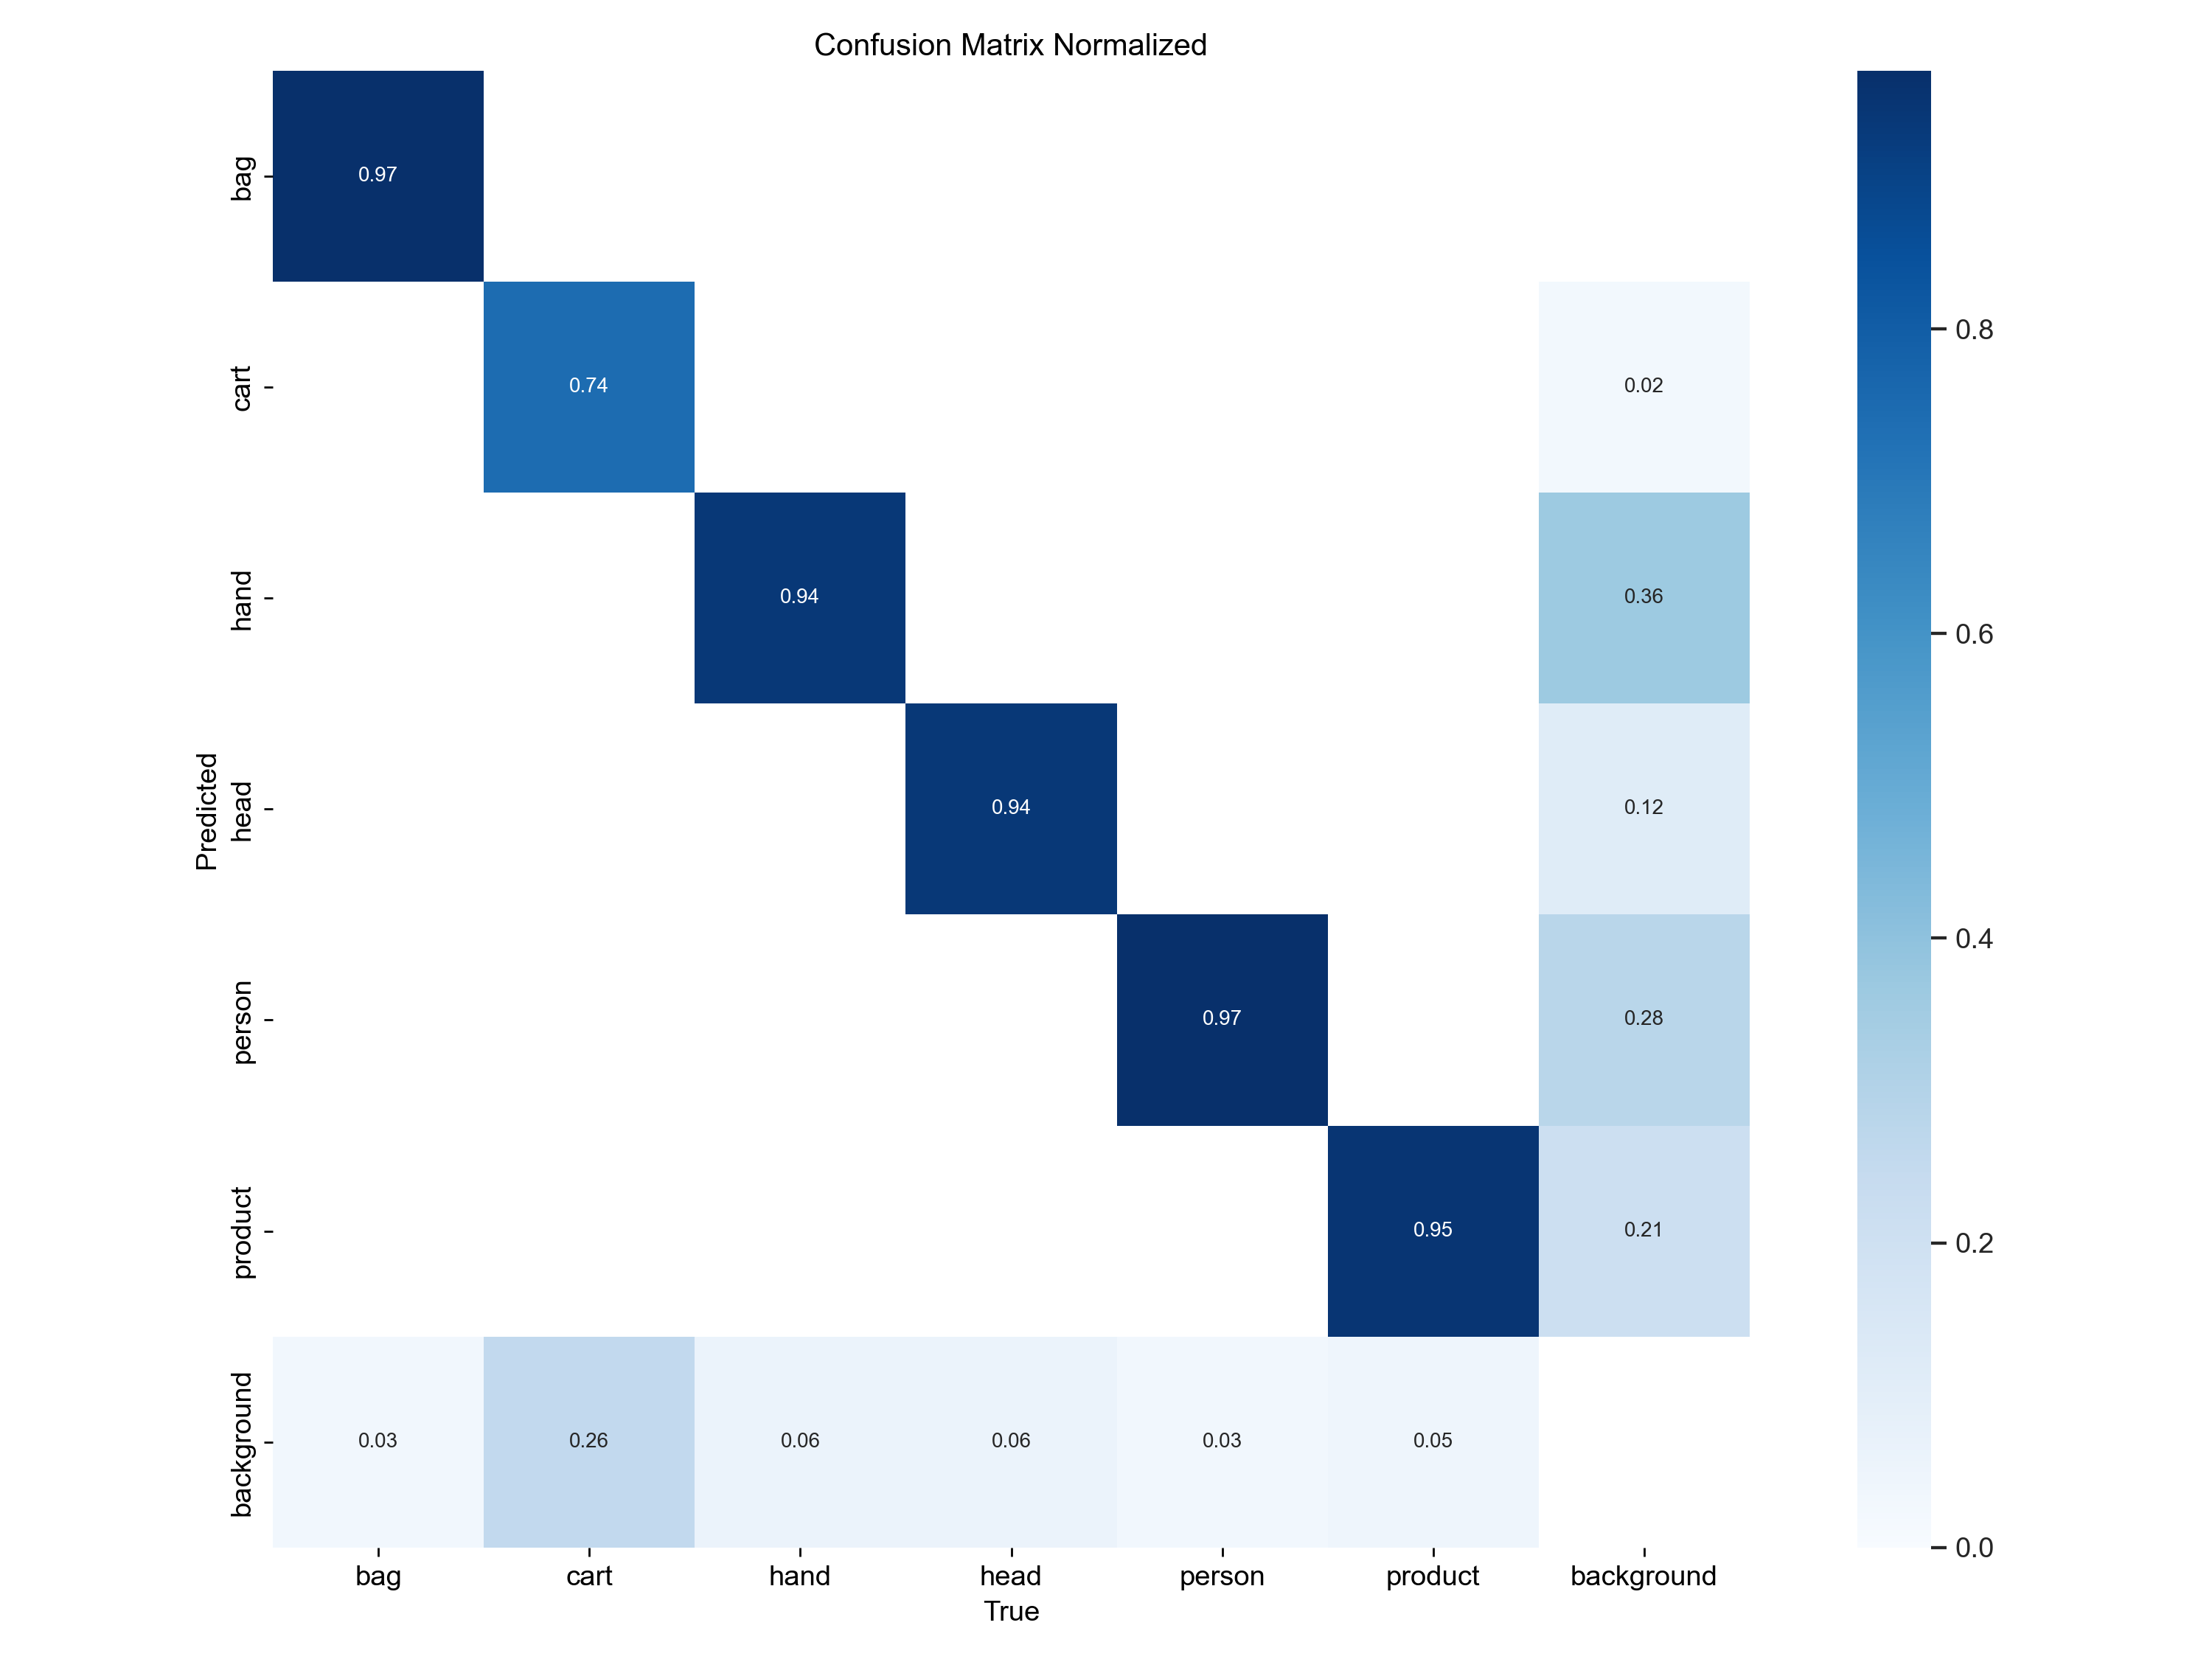 Confusion Matrix Normalized
Predicted
bag
0.97
cart
0.74
0.02
hand
0.94
0.36
head
0.94
0.12
person
0.97
0.28
product
0.95
0.21
background
0.03
0.26
0.06
0.06
0.03
0.05
bag
cart
hand
head
person
product
background
True
0.8
0.6
0.4
0.2
0.0